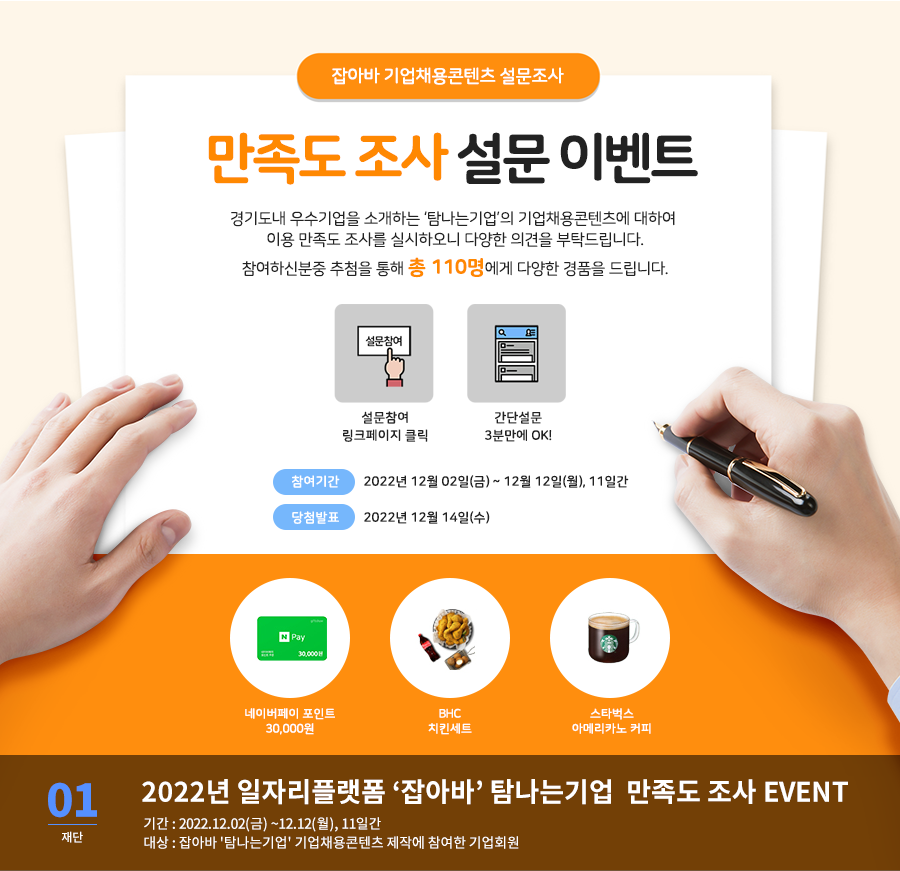 잡아바 기업채용콘텐츠 설문조사
만족도 조사 설문 이벤트
경기도내 우수기업을 소개하는 ‘탐나는기업’의 기업채용콘텐츠에 대하여
이용 만족도 조사를 실시하오니 다양한 의견을 부탁드립니다.
참여하신분중 추첨을 통해 총 110명에게 다양한 경품을 드립니다.
설문참여
설문참여
링크페이지 클릭
간단설문
3분만에 OK!
참여기간 2022년 12월 02일(금) ~ 12월 12일(월), 11일간
당첨발표 2022년 12월 14일(수)
N Pay
30,000원
네이버페이 포인트
30,000원
BHC
치킨세트
스타벅스
아메리카노 커피
01
재단
2022년 일자리플랫폼 ‘잡아바’ 탐나는기업 만족도 조사 EVENT
기간 : 2022.12.02(금) ~12.12(월), 11일간
대상 : 잡아바 '탐나는기업' 기업채용콘텐츠 제작에 참여한 기업회원